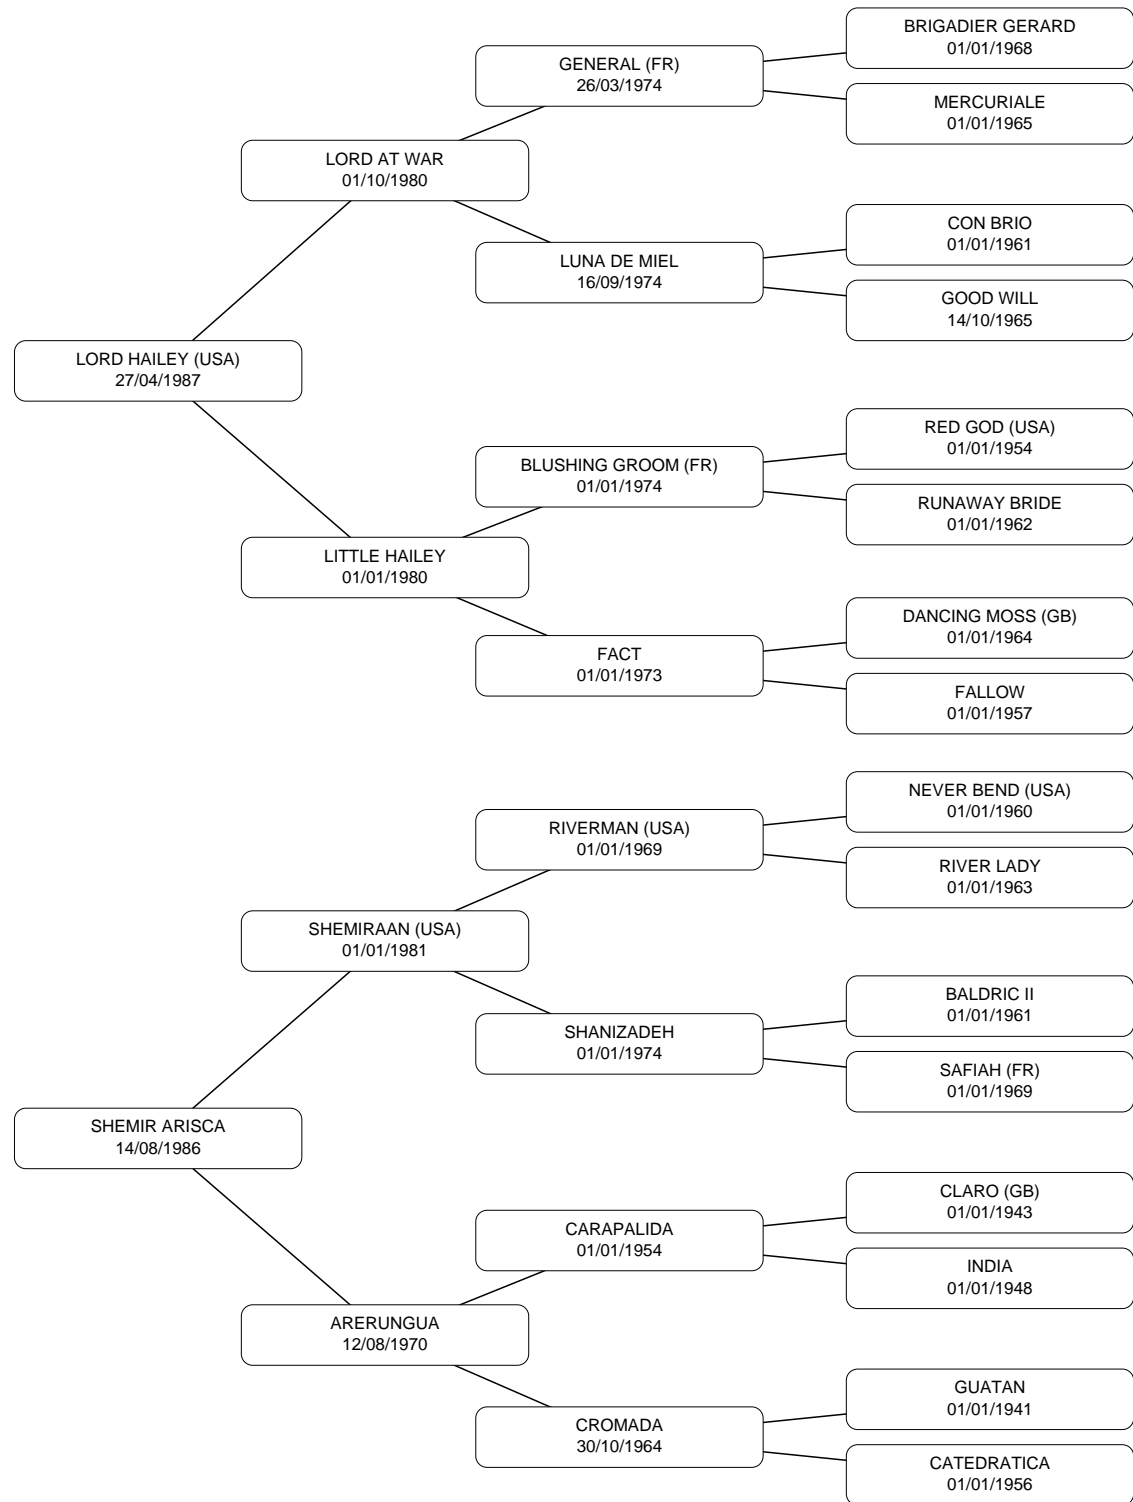 BRIGADIER GERARD
01/01/1968
GENERAL (FR)
26/03/1974
MERCURIALE
01/01/1965
LORD AT WAR
01/10/1980
CON BRIO
01/01/1961
LUNA DE MIEL
16/09/1974
GOOD WILL
14/10/1965
LORD HAILEY (USA)
27/04/1987
RED GOD (USA)
01/01/1954
BLUSHING GROOM (FR)
01/01/1974
RUNAWAY BRIDE
01/01/1962
LITTLE HAILEY
01/01/1980
DANCING MOSS (GB)
01/01/1964
FACT
01/01/1973
FALLOW
01/01/1957
NEVER BEND (USA)
01/01/1960
RIVERMAN (USA)
01/01/1969
RIVER LADY
01/01/1963
SHEMIRAAN (USA)
01/01/1981
BALDRIC II
01/01/1961
SHANIZADEH
01/01/1974
SAFIAH (FR)
01/01/1969
SHEMIR ARISCA
14/08/1986
CLARO (GB)
01/01/1943
CARAPALIDA
01/01/1954
INDIA
01/01/1948
ARERUNGUA
12/08/1970
GUATAN
01/01/1941
CROMADA
30/10/1964
CATEDRATICA
01/01/1956